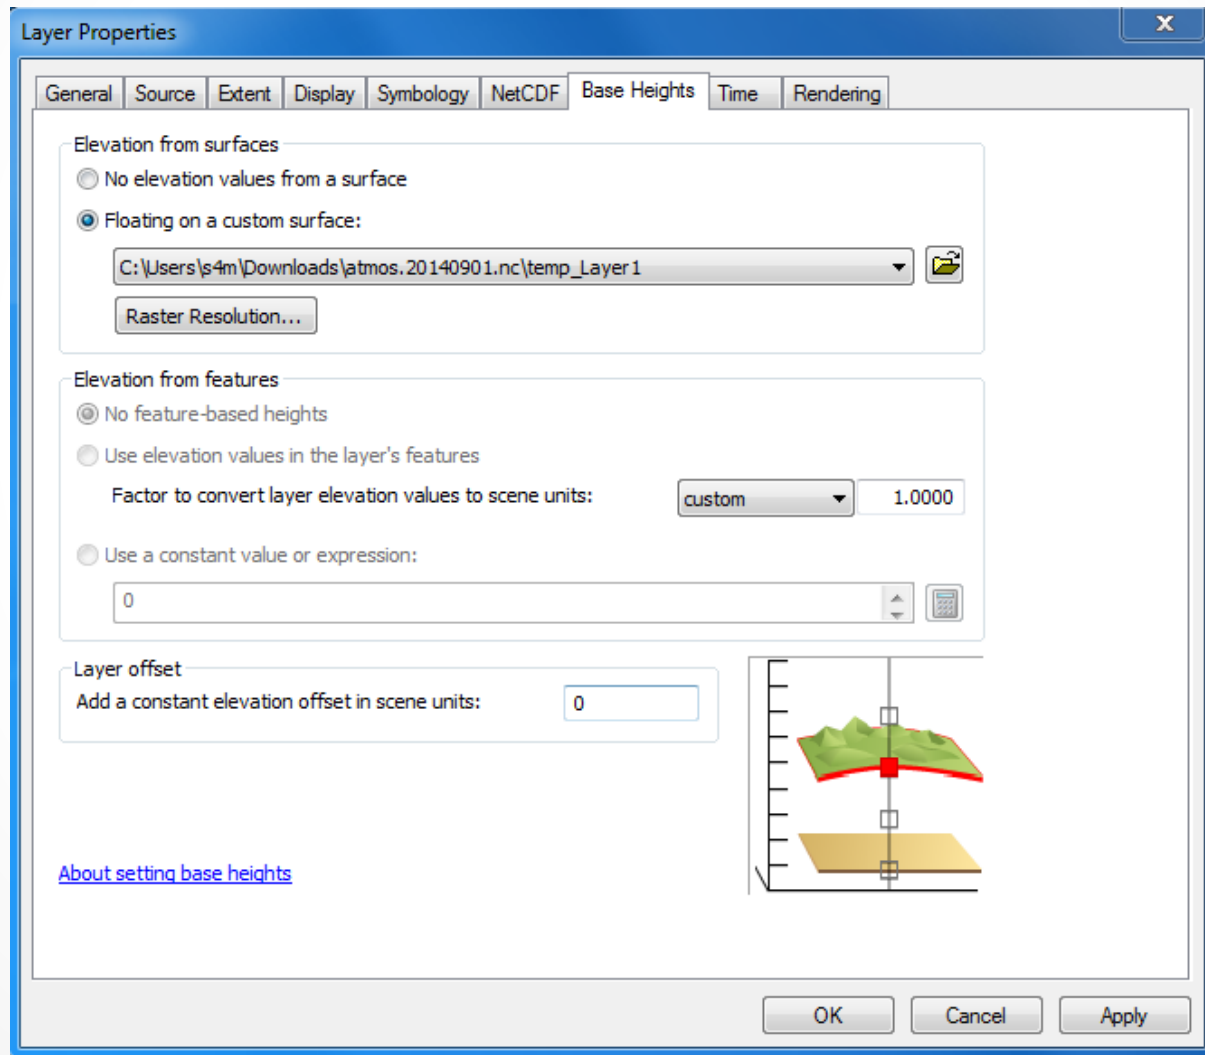 Layer Properties
X
General Source Extent Display Symbology NetCDF Base Heights Time Rendering
Elevation from surfaces
No elevation values from a surface
Floating on a custom surface:
C:\Users\s4m\Downloads\atmos.20140901.nc\temp_Layer1
Raster Resolution...
Elevation from features
No feature-based heights
Use elevation values in the layer's features
Factor to convert layer elevation values to scene units: custom 1.0000
Use a constant value or expression:
0
Layer offset
Add a constant elevation offset in scene units: 0
About setting base heights
OK Cancel Apply